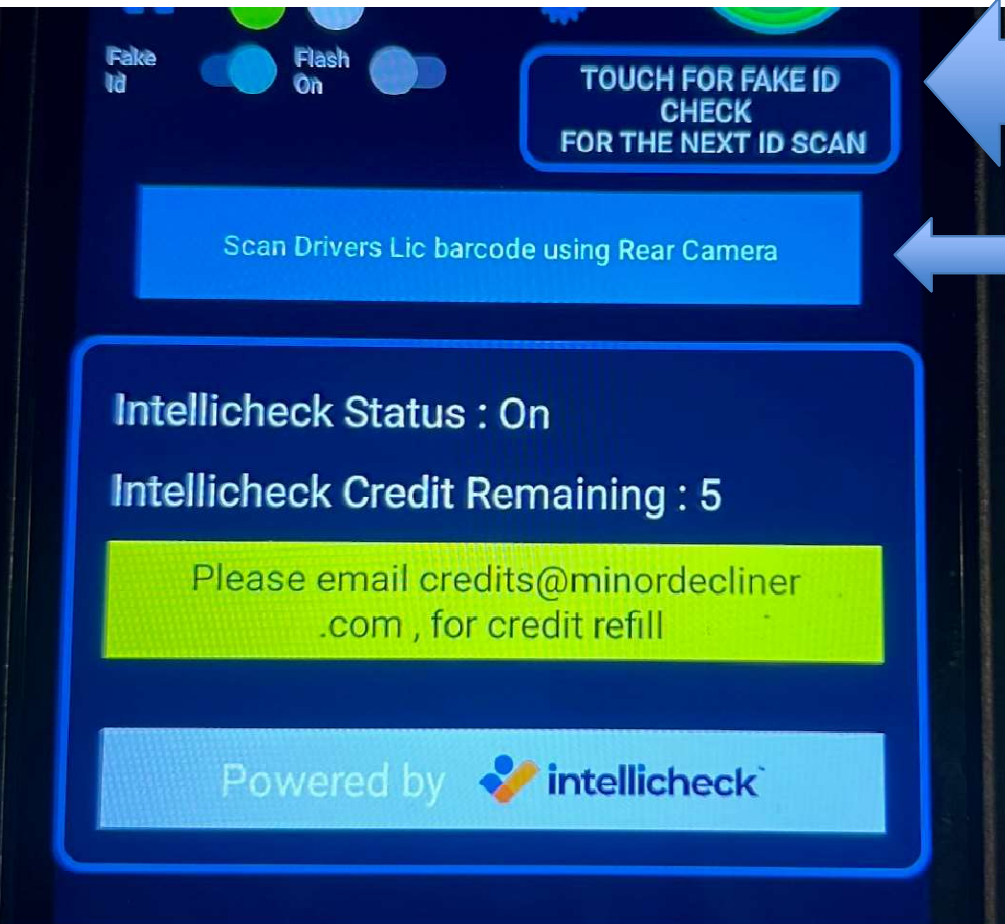 Fake
Id
Flash
On
TOUCH FOR FAKE ID
CHECK
FOR THE NEXT ID SCAN
Scan Drivers Lic barcode using Rear Camera
Intellicheck Status : On
Intellicheck Credit Remaining : 5
Please email credits@minordecliner
.com , for credit refill
Powered by intellicheck